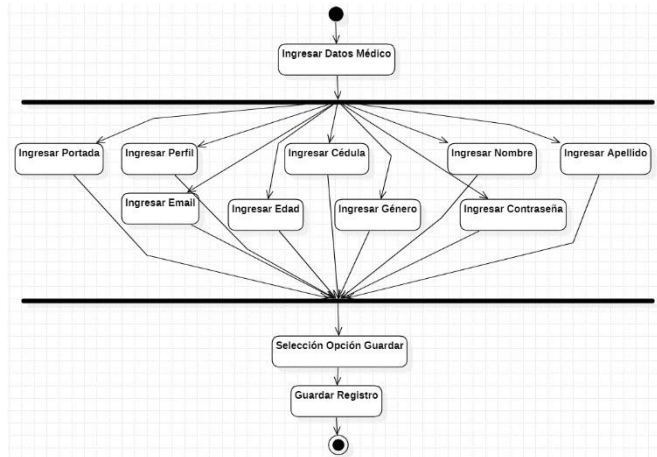 Ingresar Datos Médico
Ingresar Portada
Ingresar Perfil
Ingresar Cédula
Ingresar Nombre
Ingresar Apellido
Ingresar Email
Ingresar Edad
Ingresar Género
Ingresar Contraseña
Selección Opción Guardar
Guardar Registro